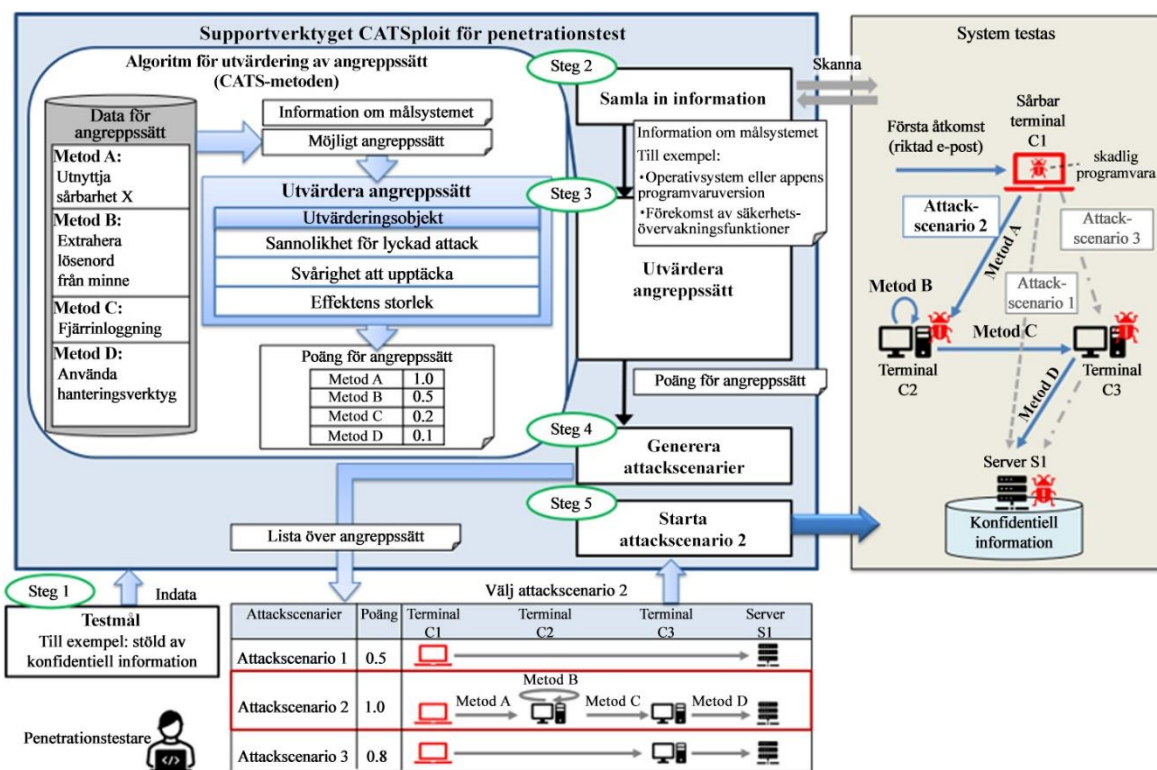 Supportverktyget CATSploit för penetrationstest
Algoritm för utvärdering av angreppssätt
(CATS-metoden)
Data för
angreppssätt
Metod A:
Utnyttja
sårbarhet X
Metod B:
Extrahera
lösenord
från minne
Metod C:
Fjärrinloggning
Metod D:
Använda
hanteringsverktyg
Information om målsystemet
Möjligt angreppssätt
Utvärdera angreppssätt
Utvärderingsobjekt
Sannolikhet för lyckad attack
Svårighet att upptäcka
Effektens storlek
Poäng för angreppssätt
Metod A 1.0
Metod B 0.5
Metod C 0.2
Metod D 0.1
Steg 2
Samla in information
Information om målsystemet
Till exempel:
•Operativsystem eller appens
programvaruversion
•Förekomst av säkerhets-
övervakningsfunktioner
Steg 3
Utvärdera
angreppssätt
Poäng för angreppssätt
Steg 4
Generera
attackscenarier
Steg 5
Starta
attackscenario 2
Lista över angreppssätt
Skanna
System testas
Sårbar
terminal
C1
Första åtkomst
(riktad e-post)
skadlig
programvara
Attack-
scenario 2
Attack-
scenario 3
Metod A
Attack-
scenario 1
Metod B
Metod C
Terminal
C2
Terminal
C3
Metod D
Server S1
Konfidentiell
information
Steg 1
Indata
Testmål
Till exempel: stöld av
konfidentiell information
Penetrationstestare
Välj attackscenario 2
Attackscenarier Poäng Terminal C1 Terminal C2 Terminal C3 Server S1
Attackscenario 1 0.5
Metod B
Attackscenario 2 1.0 Metod A Metod C Metod D
Attackscenario 3 0.8